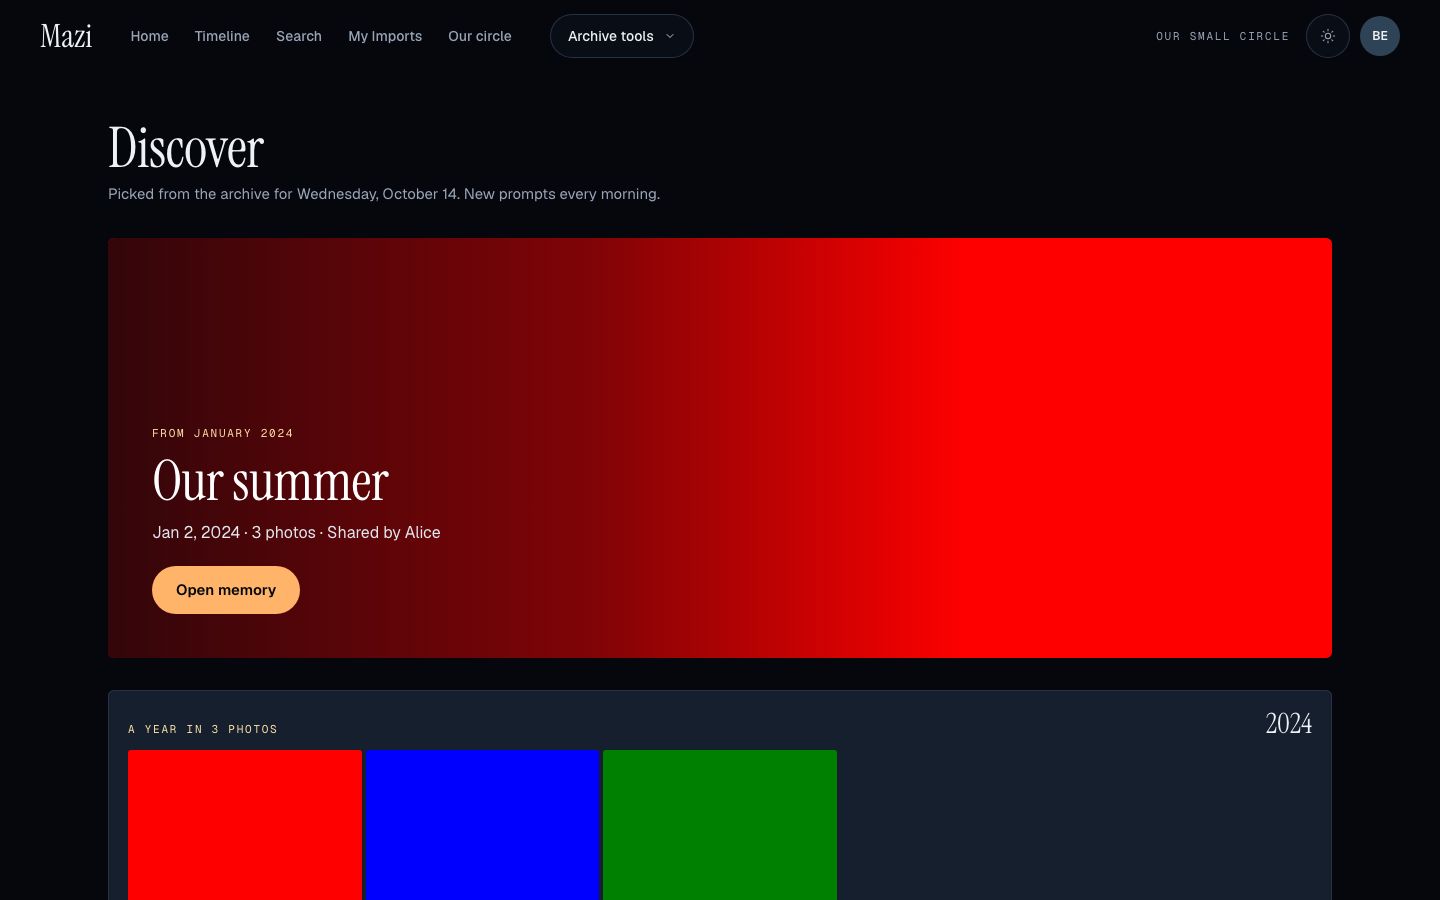 Mazi
Home
Timeline
Search
My Imports
Our circle
Archive tools
OUR SMALL CIRCLE
BE
Discover
Picked from the archive for Wednesday, October 14. New prompts every morning.
FROM JANUARY 2024
Our summer
Jan 2, 2024 · 3 photos · Shared by Alice
Open memory
A YEAR IN 3 PHOTOS
2024